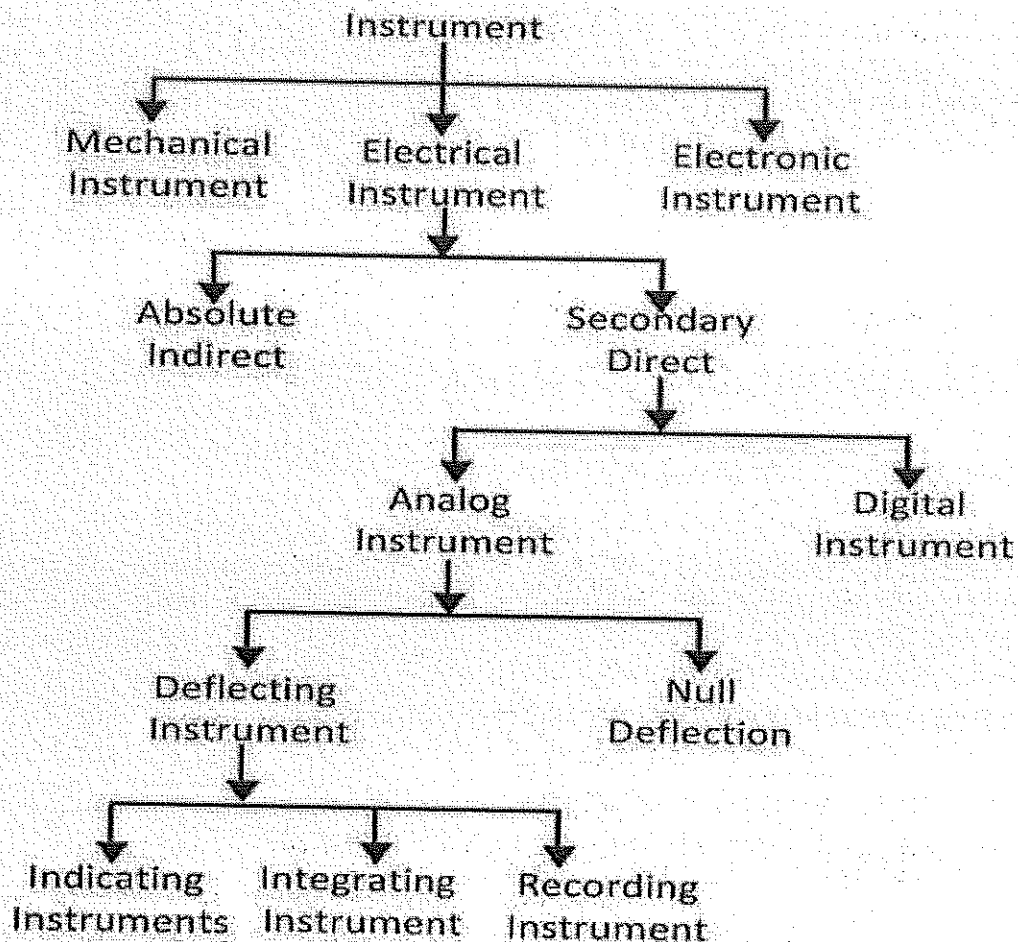 Instrument
Mechanical
Instrument
Electrical
Instrument
Electronic
Instrument
Absolute
Indirect
Secondary
Direct
Analog
Instrument
Digital
Instrument
Deflecting
Instrument
Null
Deflection
Indicating
Instruments
Integrating
Instrument
Recording
Instrument